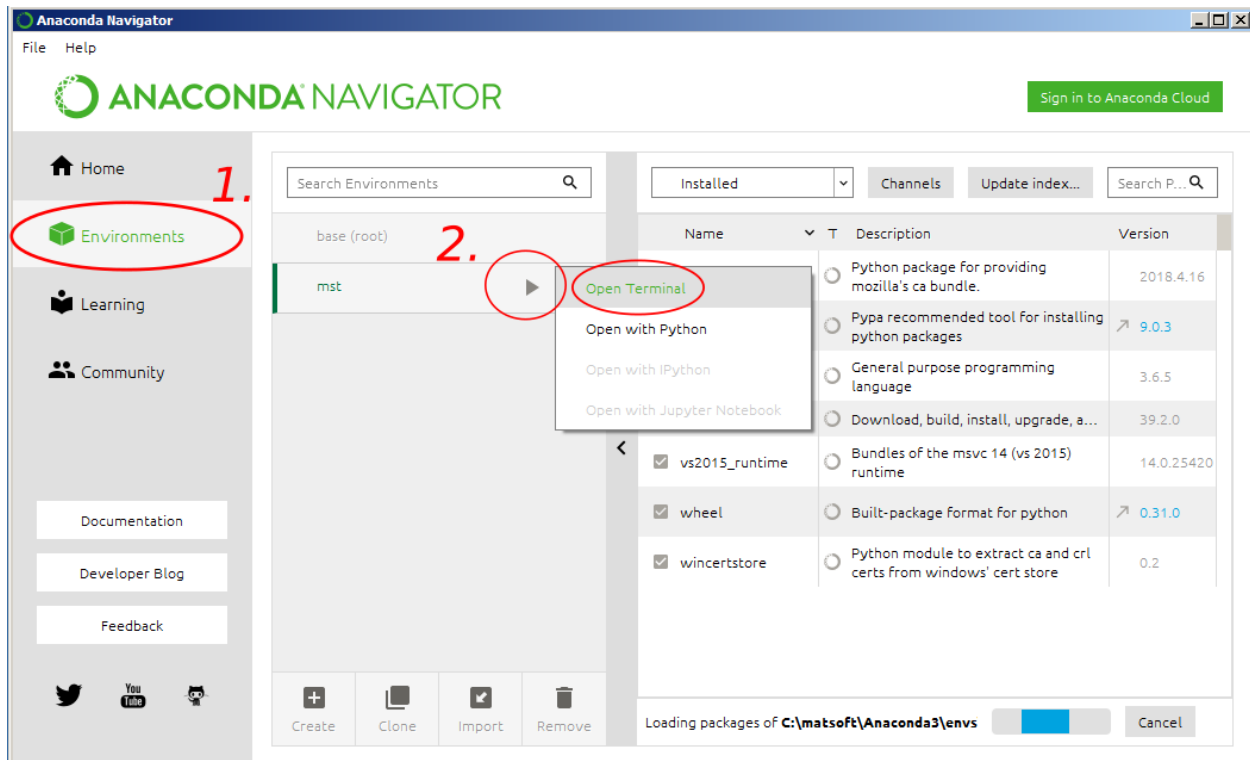 Anaconda Navigator
File Help
ANACONDA NAVIGATOR
Sign in to Anaconda Cloud
Home
1.
Environments
Learning
Community
Documentation
Developer Blog
Feedback
You
Tube
Search Environments
base (root)
2.
mst
Open Terminal
Open with Python
Open with IPython
Open with Jupyter Notebook
Create Clone Import Remove
Installed Channels Update index... Search P...
Name T Description Version
Python package for providing
mozilla's ca bundle.
2018.4.16
Pypa recommended tool for installing
python packages
9.0.3
General purpose programming
language
3.6.5
Download, build, install, upgrade, a... 39.2.0
vs2015_runtime
Bundles of the msvc 14 (vs 2015)
runtime
14.0.25420
wheel Built-package format for python 0.31.0
wincertstore
Python module to extract ca and crl
certs from windows' cert store
0.2
Loading packages of C:\matsoft\Anaconda3\envs Cancel